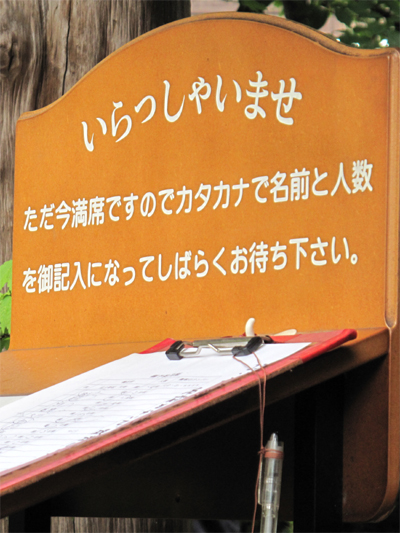 いらっしゃいませ
ただ今満席ですのでカタカナで名前と人数
を御記入になってしばらくお待ち下さい。